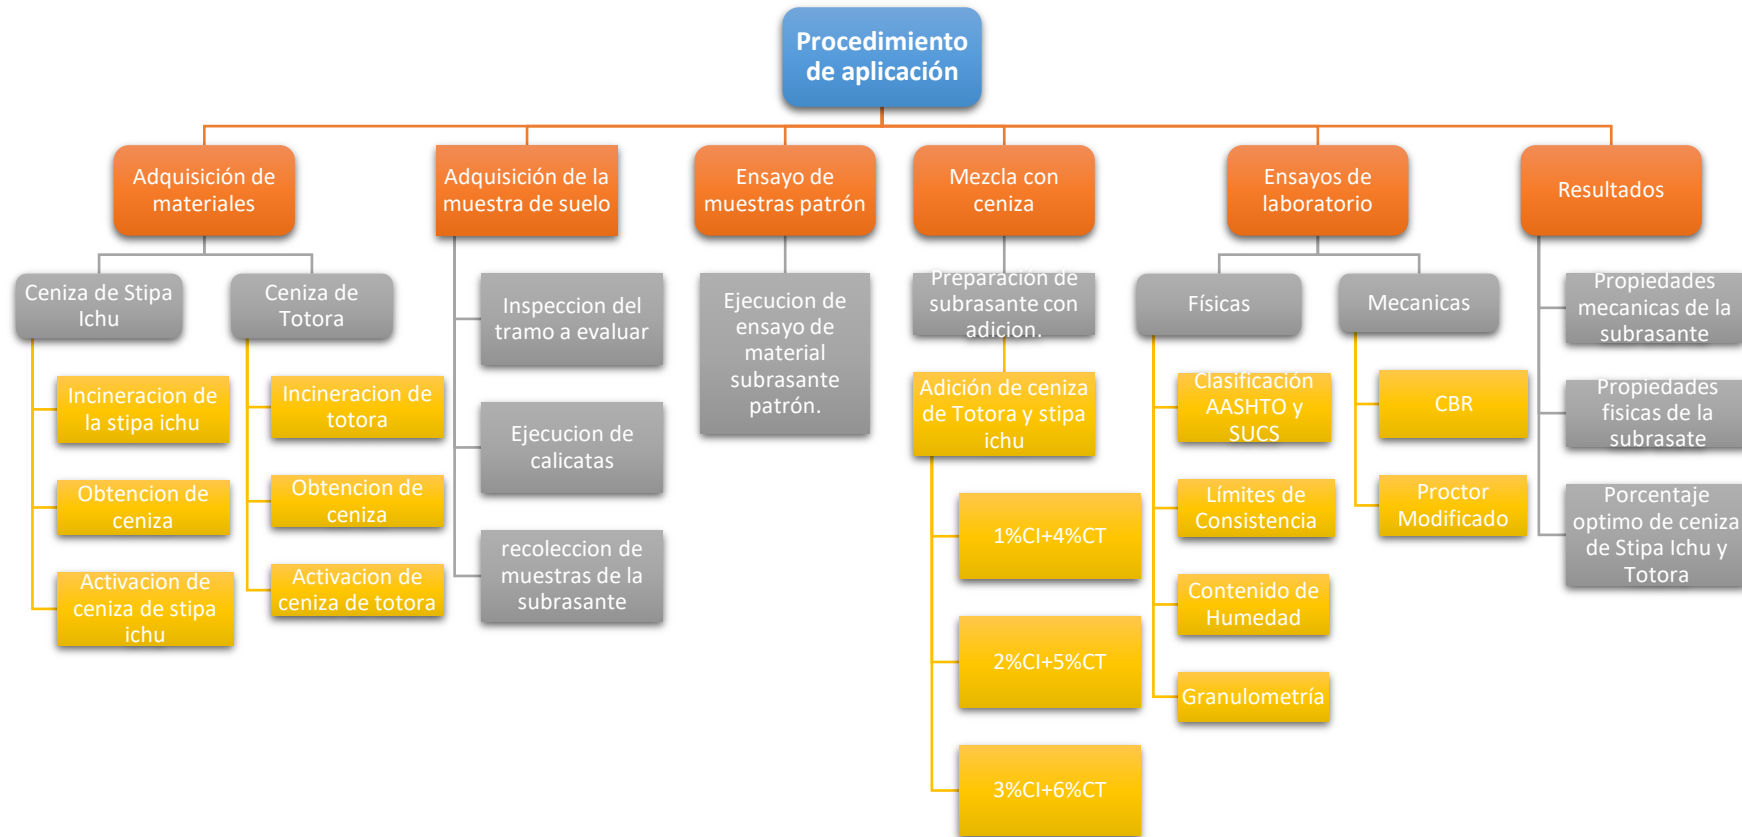 Procedimiento
de aplicación
Adquisición de
materiales
Adquisición de la
muestra de suelo
Ensayo de
muestras patrón
Mezcla con
ceniza
Ensayos de
laboratorio
Resultados
Ceniza de Stipa
Ichu
Ceniza de
Totora
Incineracion de
la stipa ichu
Obtencion de
ceniza
Activacion de
ceniza de stipa
ichu
Incineracion de
totora
Obtencion de
ceniza
Activacion de
ceniza de totora
Inspeccion del
tramo a evaluar
Ejecucion de
calicatas
recoleccion de
muestras de la
subrasante
Ejecucion de
ensayo de
material
subrasante
patrón.
Preparación de
subrasante con
adicion.
Adición de ceniza
de Totora y stipa
ichu
1%CI+4%CT
2%CI+5%CT
3%CI+6%CT
Físicas
Clasificación
AASHTO y
SUCS
Límites de
Consistencia
Contenido de
Humedad
Granulometría
Mecanicas
CBR
Proctor
Modificado
Propiedades
mecanicas de la
subrasante
Propiedades
fisicas de la
subrasate
Porcentaje
optimo de ceniza
de Stipa Ichu y
Totora